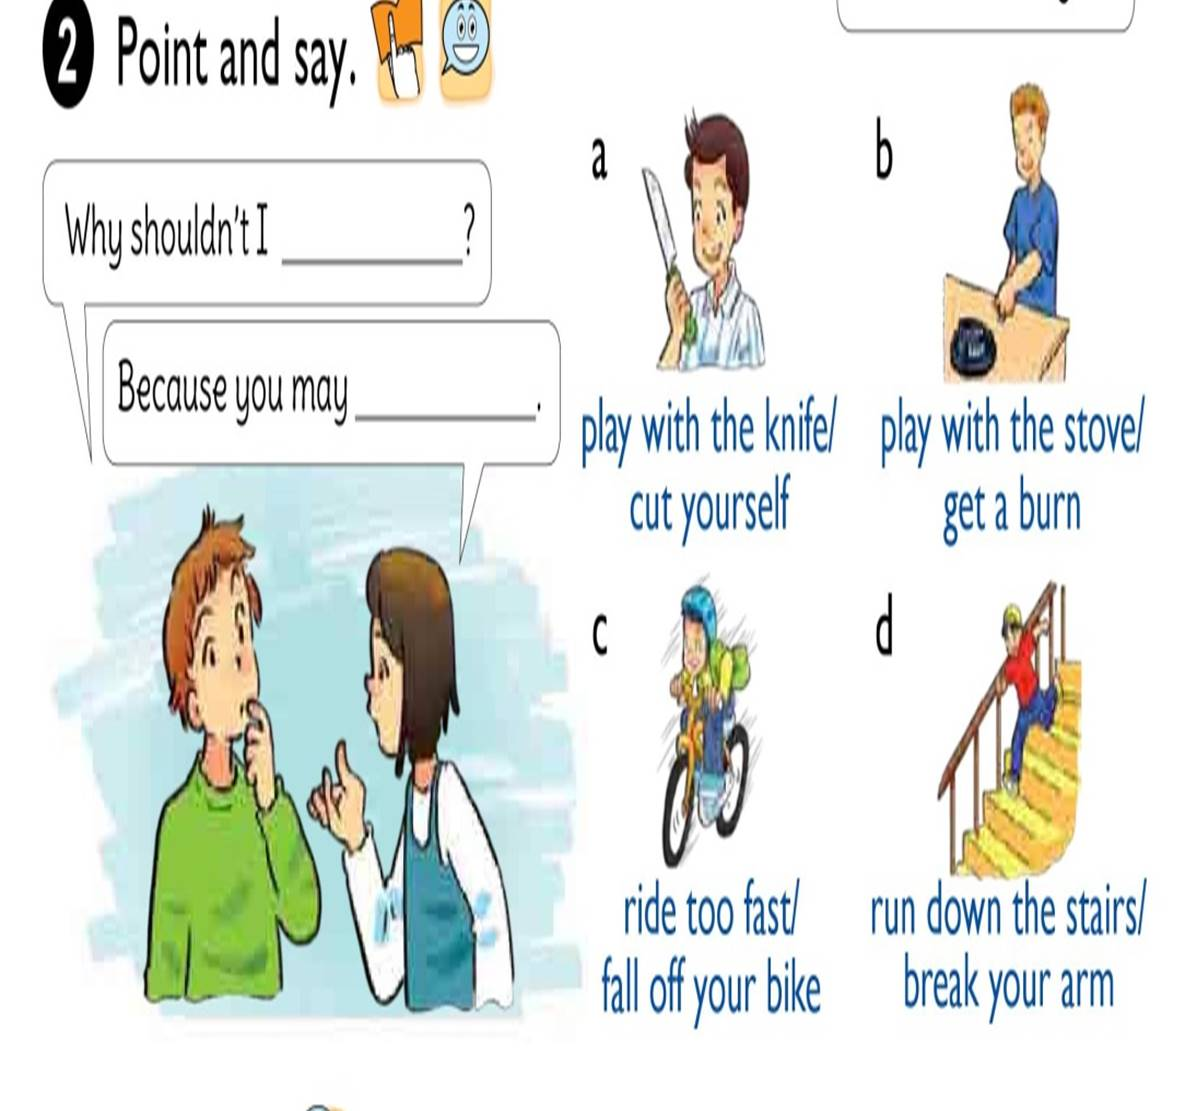 2 Point and say.
Why shouldn't I ________?
Because you may ________.
a
play with the knife/
cut yourself
b
play with the stove/
get a burn
c
ride too fast/
fall off your bike
d
run down the stairs/
break your arm